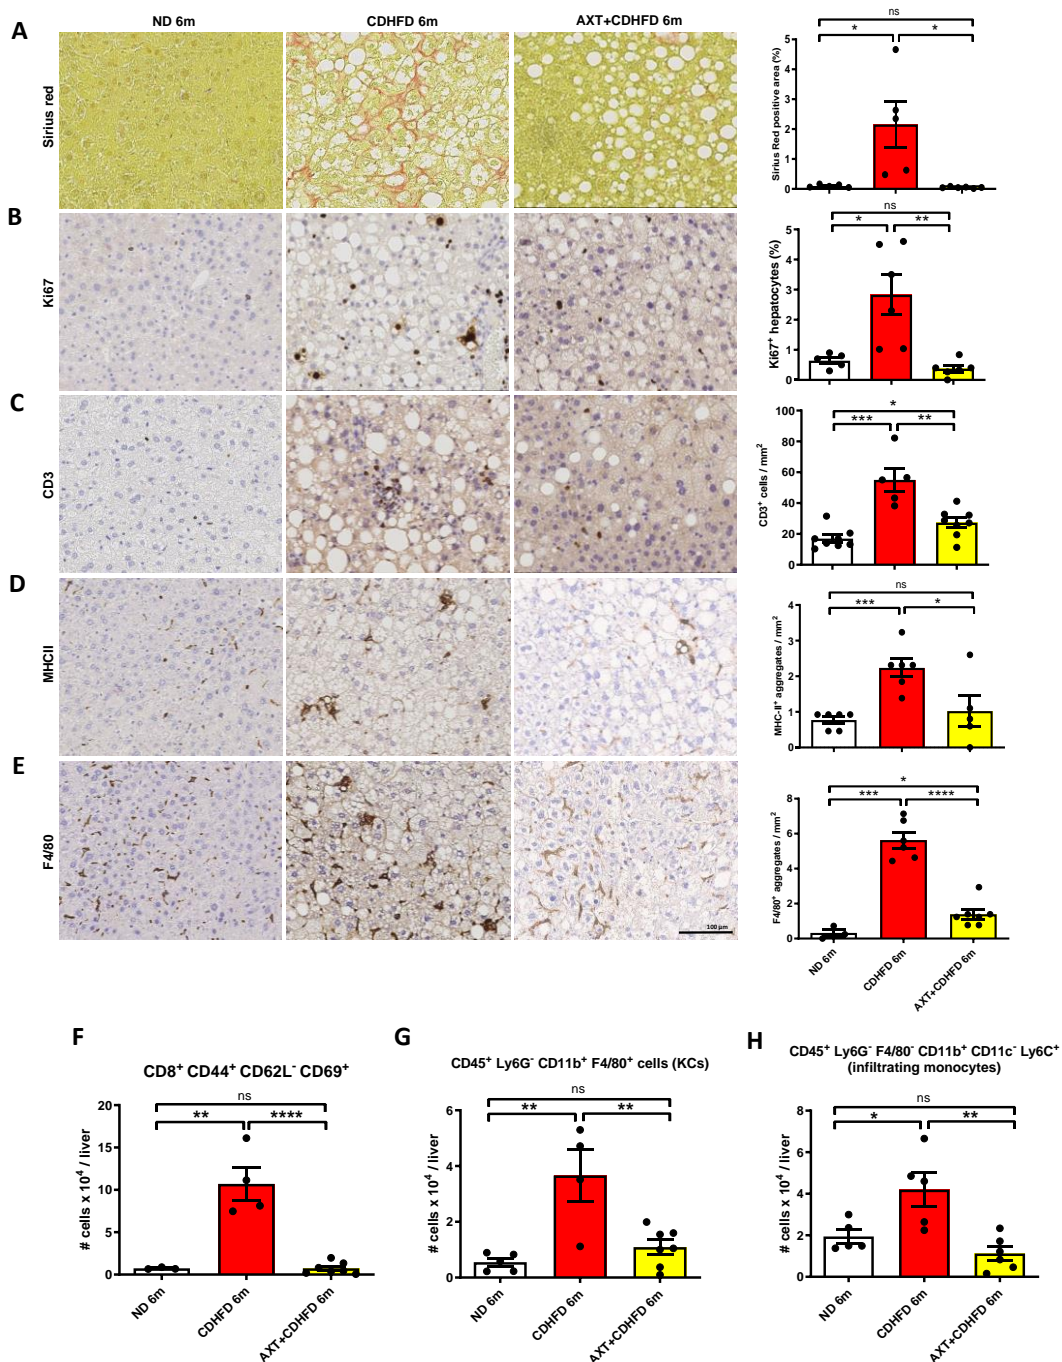 ND 6m
CDHFD 6m
AXT+CDHFD 6m
A
Sirius red
ns
*
*
Sirius Red positive area (%)
5
4
3
2
1
0
B
Ki67
ns
*
**
Ki67⁺ hepatocytes (%)
5
4
3
2
1
0
C
CD3
*
***
**
CD3⁺ cells / mm²
100
80
60
40
20
0
D
MHCII
ns
***
*
MHC-II⁺ aggregates / mm²
4
3
2
1
0
E
F4/80
100 µm
*
***
****
F4/80⁺ aggregates / mm²
8
6
4
2
0
ND 6m
CDHFD 6m
AXT+CDHFD 6m
F
CD8⁺ CD44⁺ CD62L⁻ CD69⁺
ns
**
****
# cells x 10⁴ / liver
20
15
10
5
0
ND 6m
CDHFD 6m
AXT+CDHFD 6m
G
CD45⁺ Ly6G⁻ CD11b⁺ F4/80⁺ cells (KCs)
ns
**
**
# cells x 10⁴ / liver
6
4
2
0
ND 6m
CDHFD 6m
AXT+CDHFD 6m
H
CD45⁺ Ly6G⁻ F4/80⁻ CD11b⁺ CD11c⁻ Ly6C⁺
(infiltrating monocytes)
ns
*
**
# cells x 10⁴ / liver
8
6
4
2
0
ND 6m
CDHFD 6m
AXT+CDHFD 6m